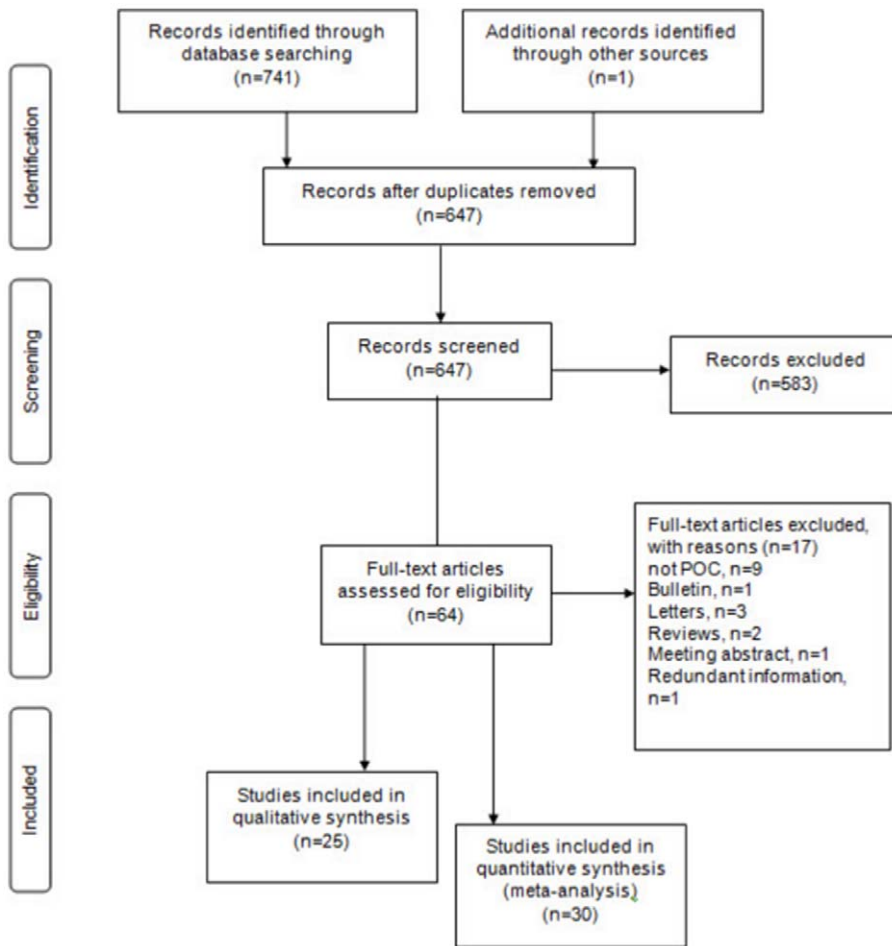 Records identified through
database searching
(n=741)
Additional records identified
through other sources
(n=1)
Identification
Records after duplicates removed
(n=647)
Screening
Records screened
(n=647)
Records excluded
(n=583)
Eligibility
Full-text articles
assessed for eligibility
(n=64)
Full-text articles excluded,
with reasons (n=17)
not POC, n=9
Bulletin, n=1
Letters, n=3
Reviews, n=2
Meeting abstract, n=1
Redundant information,
n=1
Included
Studies included in
qualitative synthesis
(n=25)
Studies included in
quantitative synthesis
(meta-analysis)
(n=30)